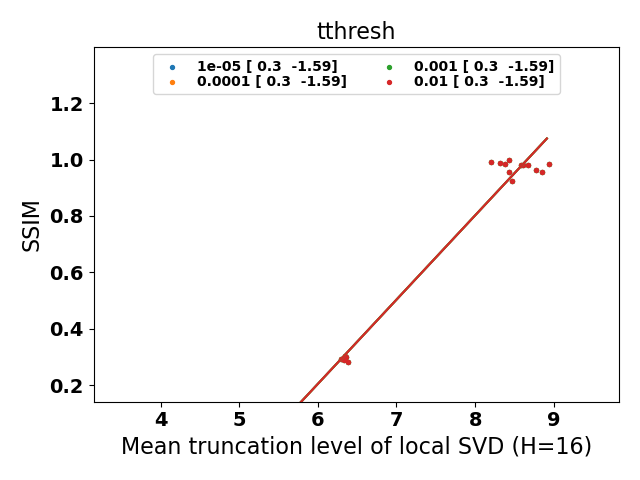 tthresh
1e-05 [ 0.3  -1.59]
0.0001 [ 0.3  -1.59]
0.001 [ 0.3  -1.59]
0.01 [ 0.3  -1.59]
1.2
1.0
0.8
0.6
0.4
0.2
SSIM
4 5 6 7 8 9
Mean truncation level of local SVD (H=16)